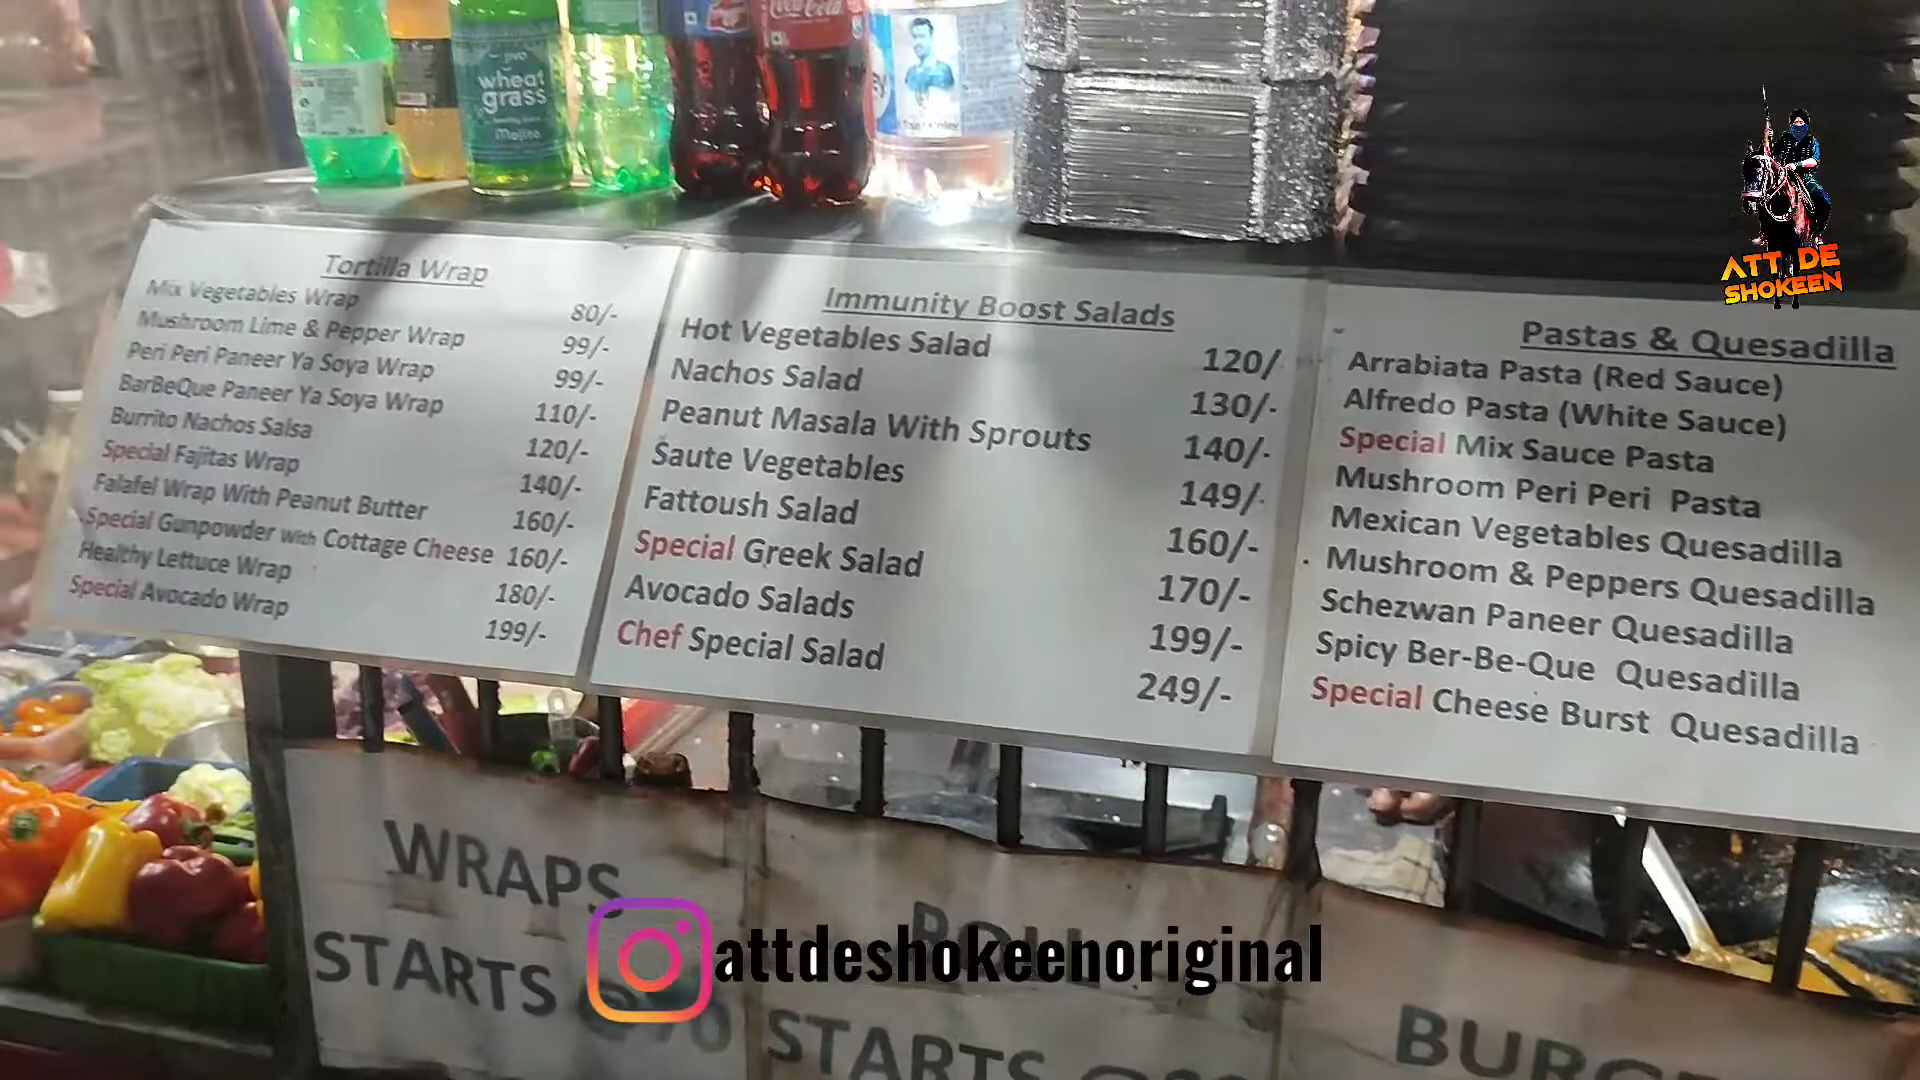 jivo
wheat
grass
Mojito
Coca-Cola
ATT DE
SHOKEEN
Tortilla Wrap
Mix Vegetables Wrap 80/-
Mushroom Lime & Pepper Wrap 99/-
Peri Peri Paneer Ya Soya Wrap 99/-
BarBeQue Paneer Ya Soya Wrap 110/-
Burrito Nachos Salsa 120/-
Special Fajitas Wrap 140/-
Falafel Wrap With Peanut Butter 160/-
Special Gunpowder with Cottage Cheese 160/-
Healthy Lettuce Wrap 180/-
Special Avocado Wrap 199/-
Immunity Boost Salads
Hot Vegetables Salad 120/-
Nachos Salad 130/-
Peanut Masala With Sprouts 140/-
Saute Vegetables 149/-
Fattoush Salad 160/-
Special Greek Salad 170/-
Avocado Salads 199/-
Chef Special Salad 249/-
Pastas & Quesadilla
Arrabiata Pasta (Red Sauce)
Alfredo Pasta (White Sauce)
Special Mix Sauce Pasta
Mushroom Peri Peri Pasta
Mexican Vegetables Quesadilla
Mushroom & Peppers Quesadilla
Schezwan Paneer Quesadilla
Spicy Ber-Be-Que Quesadilla
Special Cheese Burst Quesadilla
WRAPS
STARTS
STARTS
attdeshokeenoriginal